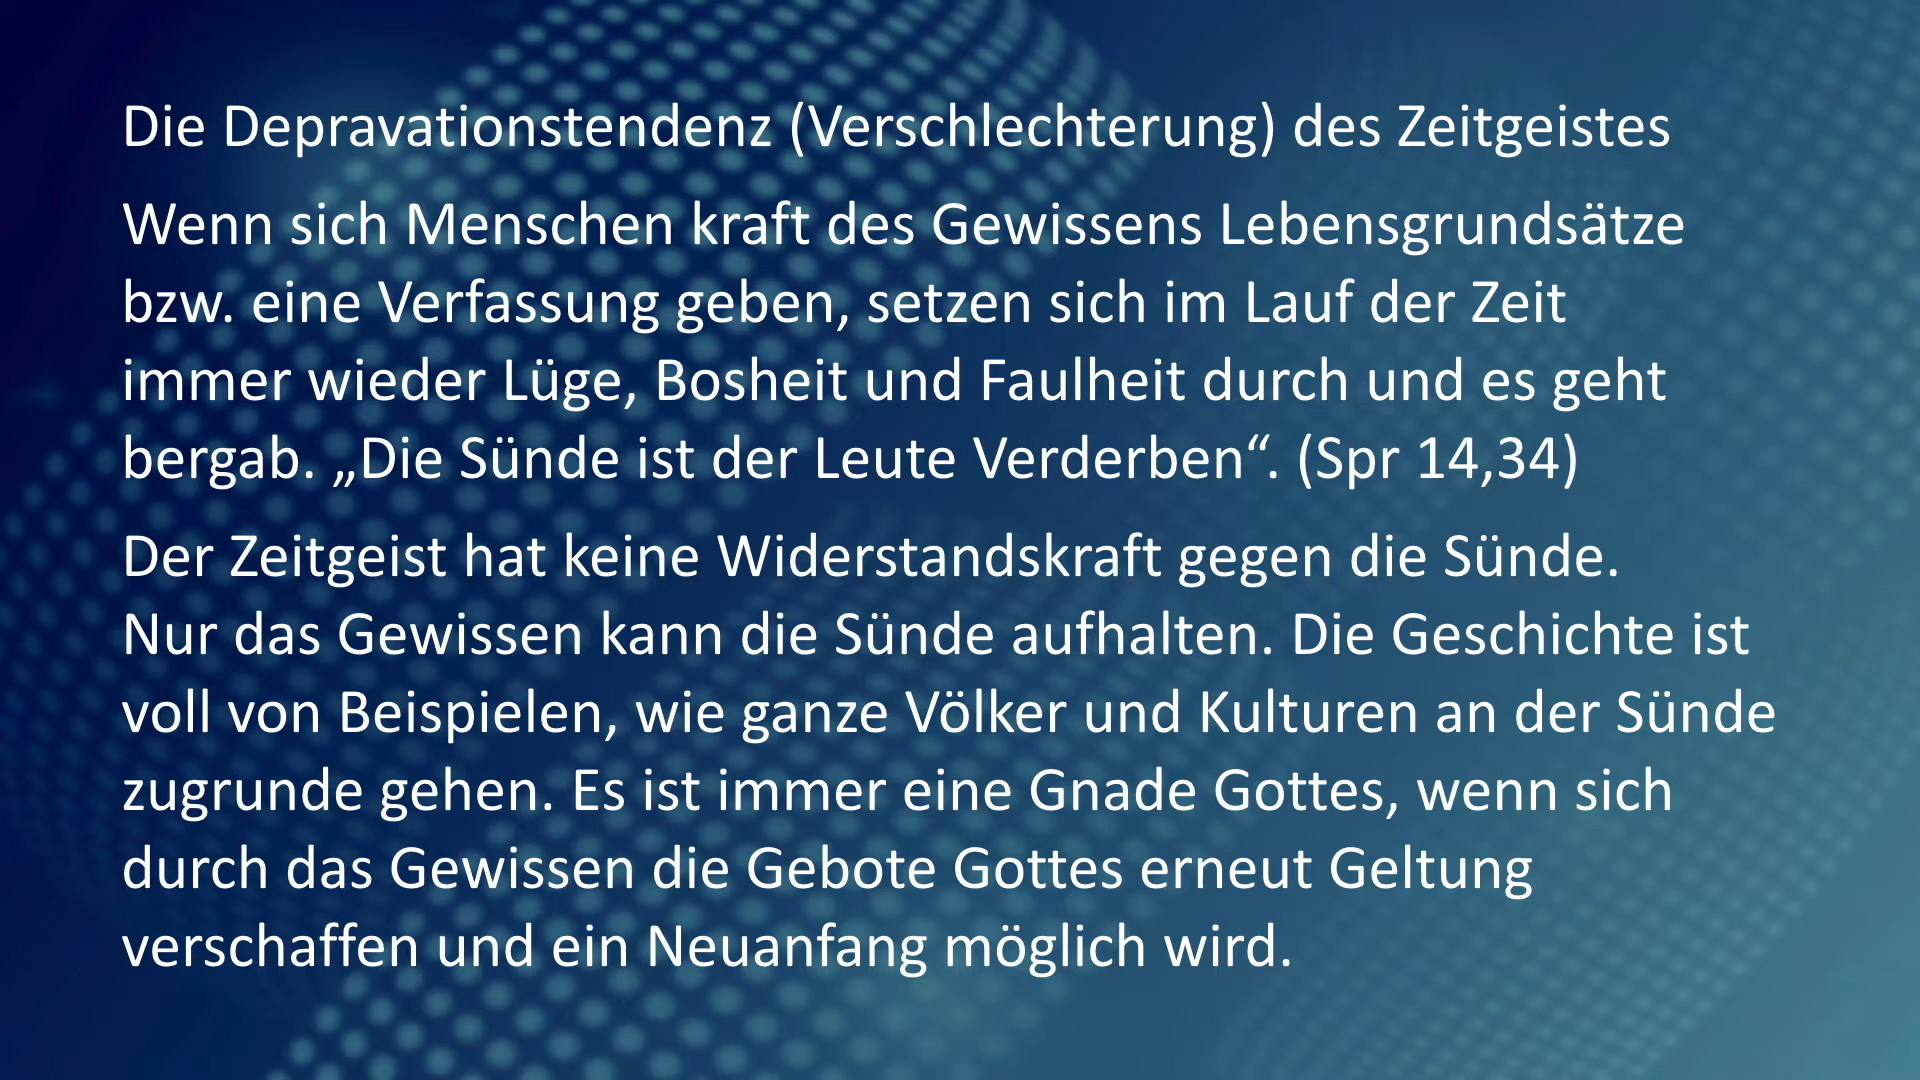 Die Depravationstendenz (Verschlechterung) des Zeitgeistes
Wenn sich Menschen kraft des Gewissens Lebensgrundsätze
bzw. eine Verfassung geben, setzen sich im Lauf der Zeit
immer wieder Lüge, Bosheit und Faulheit durch und es geht
bergab. „Die Sünde ist der Leute Verderben“. (Spr 14,34)
Der Zeitgeist hat keine Widerstandskraft gegen die Sünde.
Nur das Gewissen kann die Sünde aufhalten. Die Geschichte ist
voll von Beispielen, wie ganze Völker und Kulturen an der Sünde
zugrunde gehen. Es ist immer eine Gnade Gottes, wenn sich
durch das Gewissen die Gebote Gottes erneut Geltung
verschaffen und ein Neuanfang möglich wird.